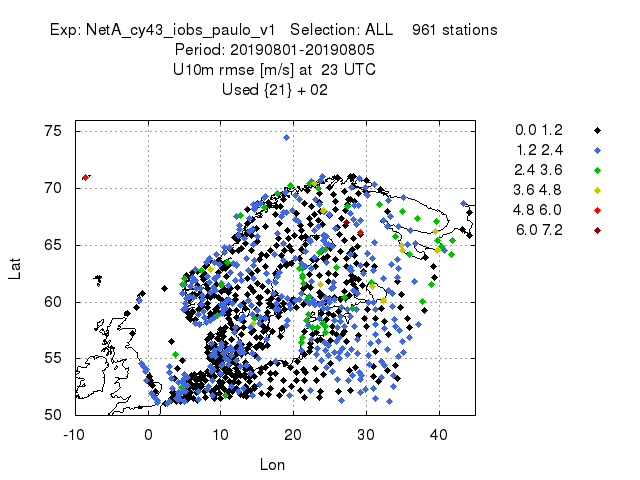 Exp: NetA_cy43_iobs_paulo_v1 Selection: ALL 961 stations
Period: 20190801-20190805
U10m rmse [m/s] at 23 UTC
Used {21} + 02
75
70
65
60
55
50
Lat
-10 0 10 20 30 40
Lon
0.0 1.2
1.2 2.4
2.4 3.6
3.6 4.8
4.8 6.0
6.0 7.2